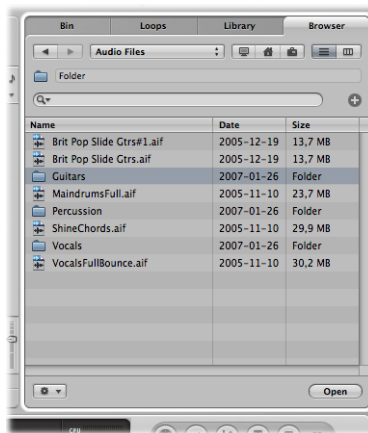 Bin Loops Library Browser
Audio Files
Folder
Name Date Size
Brit Pop Slide Gtrs#1.aif 2005-12-19 13,7 MB
Brit Pop Slide Gtrs.aif 2005-12-19 13,7 MB
Guitars 2007-01-26 Folder
MaindrumsFull.aif 2005-11-10 23,7 MB
Percussion 2007-01-26 Folder
ShineChords.aif 2005-11-10 29,9 MB
Vocals 2007-01-26 Folder
VocalsFullBounce.aif 2005-11-10 30,2 MB
Open
CPU